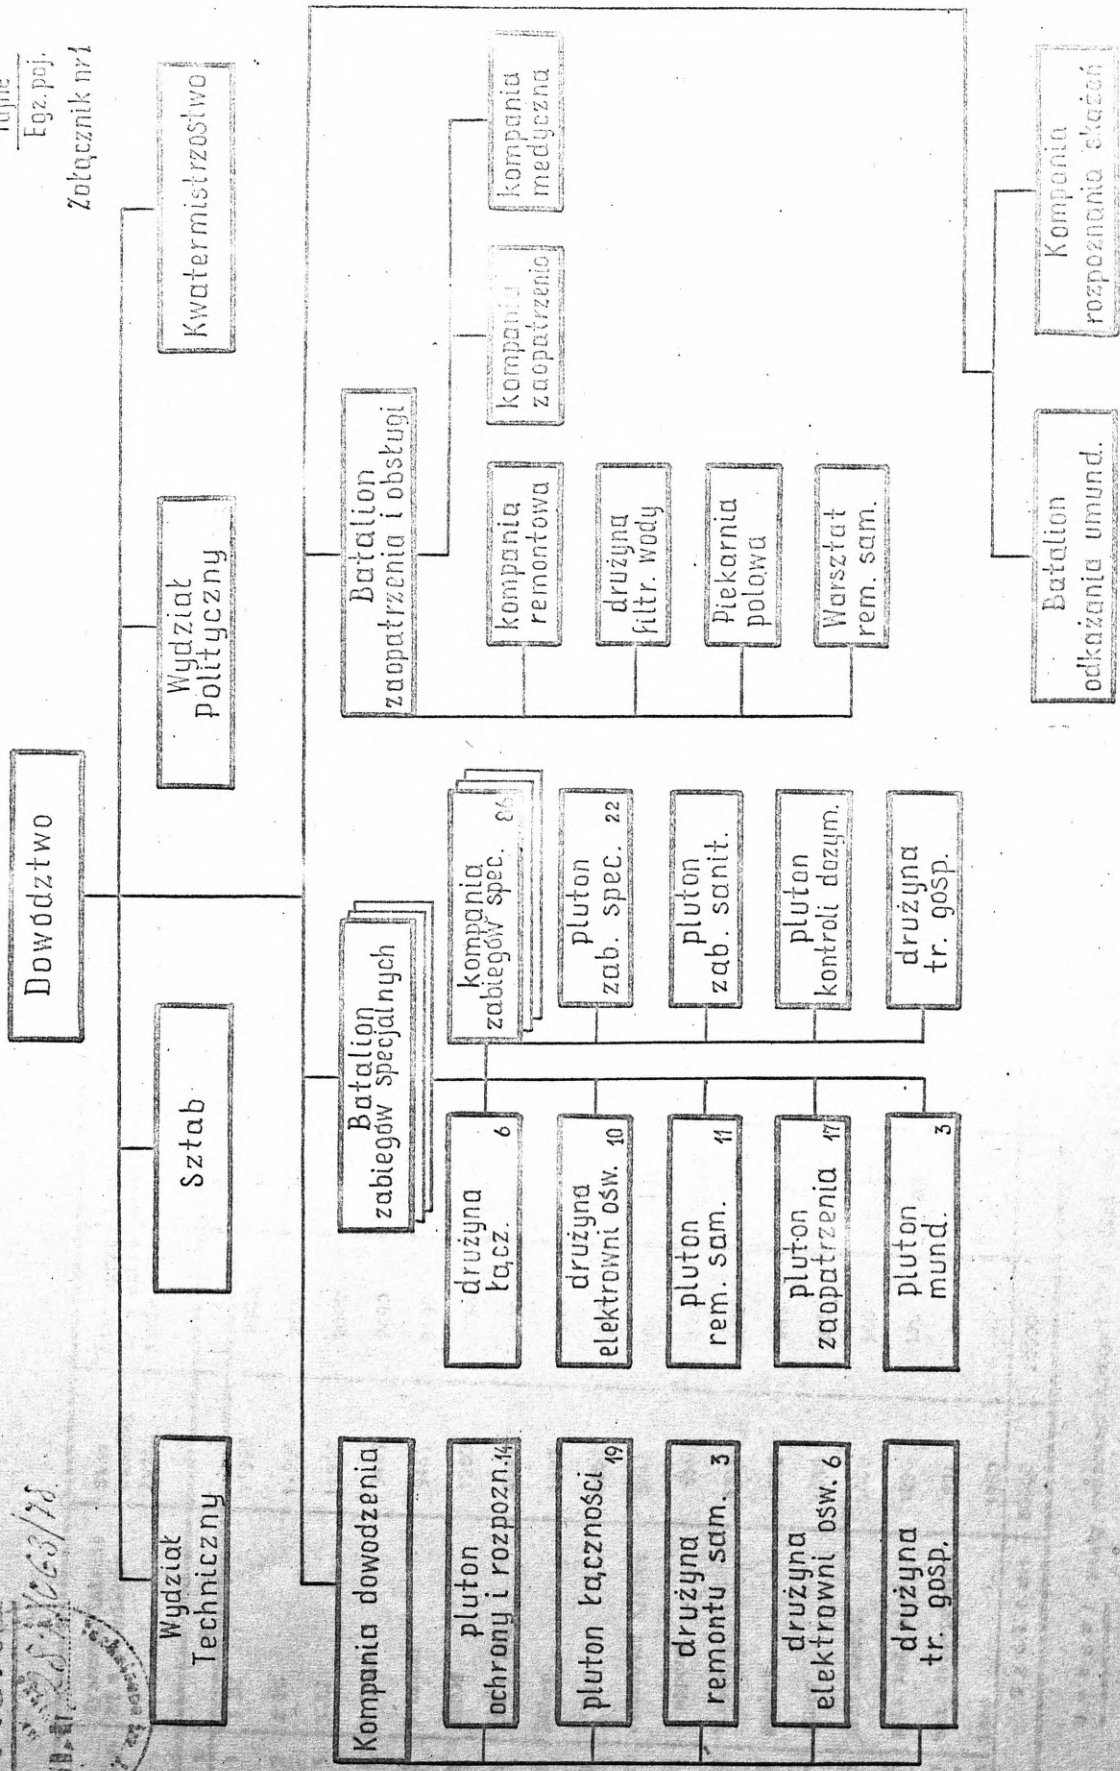 Tajne
Egz. poj.
Załącznik nr 1
Dowództwo
Wydział
Techniczny
Sztab
Wydział
Polityczny
Kwatermistrzostwo
Kompania dowodzenia
pluton
ochrony i rozpozn. 14
pluton łączności
19
drużyna
remontu sam. 3
drużyna
elektrowni ośw. 6
drużyna
tr. gosp.
Batalion
zabiegów specjalnych
drużyna
łącz. 6
drużyna
elektrowni ośw. 10
pluton
rem. sam. 11
pluton
zaopatrzenia 17
pluton
mund. 3
kompania
zabiegów spec. 86
pluton
zab. spec. 22
pluton
zab. sanit.
pluton
kontroli dozym.
drużyna
tr. gosp.
Batalion
zaopatrzenia i obsługi
kompania
remontowa
drużyna
filtr. wody
Piekarnia
polowa
Warsztat
rem. sam.
kompania
zaopatrzenia
kompania
medyczna
Batalion
odkażania umund.
Kompania
rozpoznania skażeń